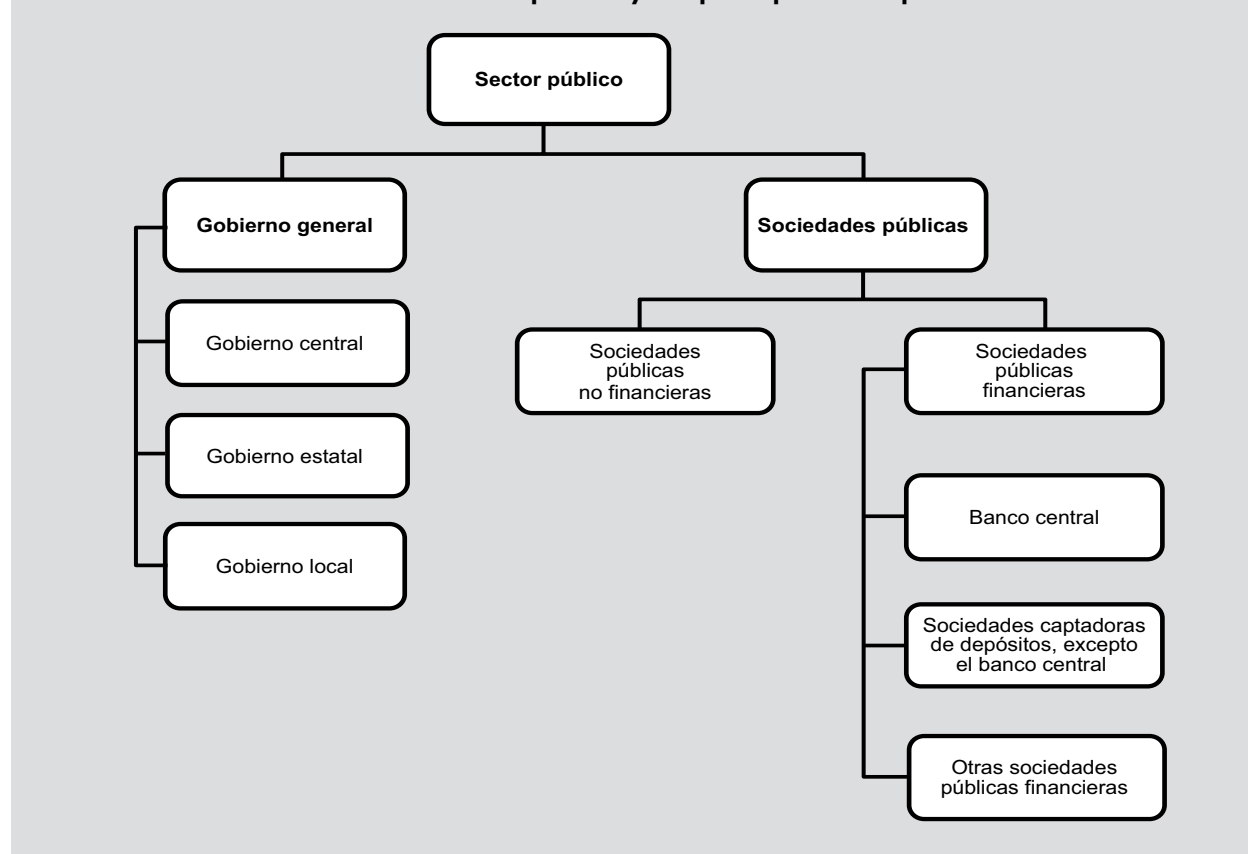 Sector público
Gobierno general
Sociedades públicas
Gobierno central
Sociedades
públicas
no financieras
Sociedades
públicas
financieras
Gobierno estatal
Banco central
Gobierno local
Sociedades captadoras
de depósitos, excepto
el banco central
Otras sociedades
públicas financieras